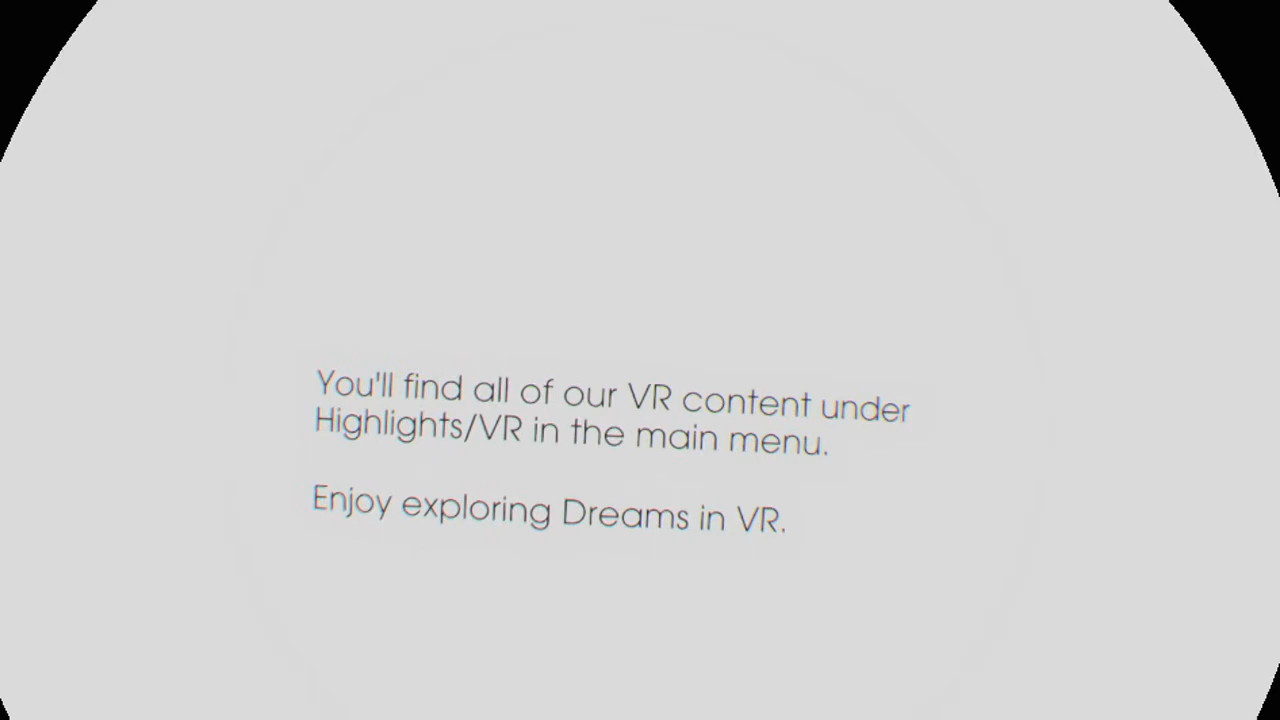 You'll find all of our VR content under
Highlights/VR in the main menu.
Enjoy exploring Dreams in VR.